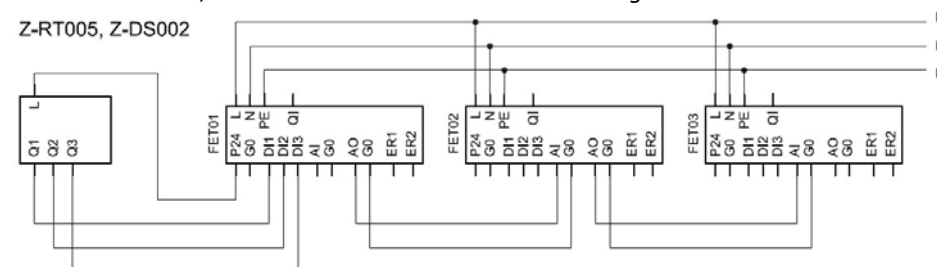 Z-RT005, Z-DS002
L
Q1 Q2 Q3
FET01
L N PE QI
P24 G0 DI1 DI2 DI3 AI G0 AO G0 ER1 ER2
FET02
L N PE QI
P24 G0 DI1 DI2 DI3 AI G0 AO G0 ER1 ER2
FET03
L N PE QI
P24 G0 DI1 DI2 DI3 AI G0 AO G0 ER1 ER2